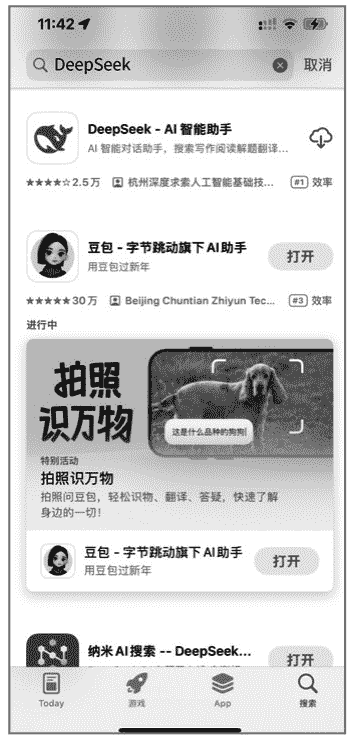 11:42
DeepSeek
取消
DeepSeek - AI 智能助手
AI 智能对话助手，搜索写作阅读解题翻译...
★★★★☆ 2.5万 杭州深度求索人工智能基础技... #1 效率
豆包 - 字节跳动旗下 AI 助手
用豆包过新年
打开
★★★★★ 30万 Beijing Chuntian Zhiyun Tec... #3 效率
进行中
拍照
识万物
这是什么品种的狗狗
特别活动
拍照识万物
拍照问豆包，轻松识物、翻译、答疑，快速了解
身边的一切！
豆包 - 字节跳动旗下 AI 助手
用豆包过新年
打开
纳米AI搜索 -- DeepSeek...
打开
Today
游戏
App
搜索